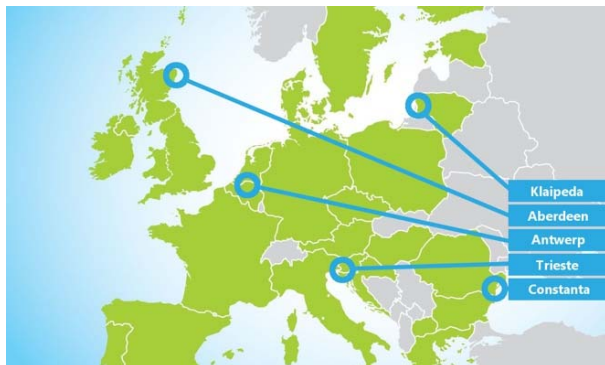 Klaipeda
Aberdeen
Antwerp
Trieste
Constanta